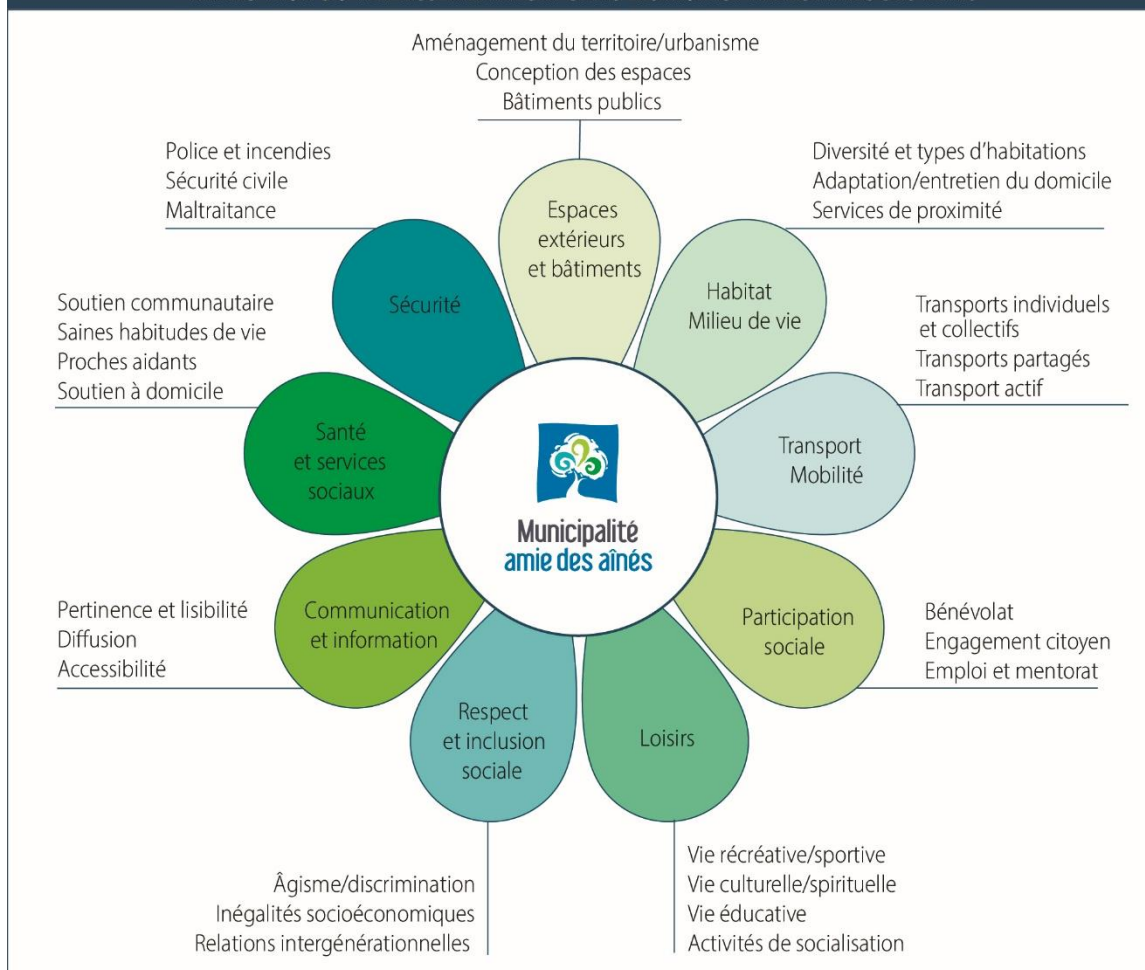 Aménagement du territoire/urbanisme
Conception des espaces
Bâtiments publics
Police et incendies
Sécurité civile
Maltraitance
Diversité et types d'habitations
Adaptation/entretien du domicile
Services de proximité
Espaces
extérieurs
et bâtiments
Sécurité
Habitat
Milieu de vie
Soutien communautaire
Saines habitudes de vie
Proches aidants
Soutien à domicile
Transports individuels
et collectifs
Transports partagés
Transport actif
Santé
et services
sociaux
Transport
Mobilité
Municipalité
amie des aînés
Pertinence et lisibilité
Diffusion
Accessibilité
Communication
et information
Participation
sociale
Bénévolat
Engagement citoyen
Emploi et mentorat
Respect
et inclusion
sociale
Loisirs
Âgisme/discrimination
Inégalités socioéconomiques
Relations intergénérationnelles
Vie récréative/sportive
Vie culturelle/spirituelle
Vie éducative
Activités de socialisation